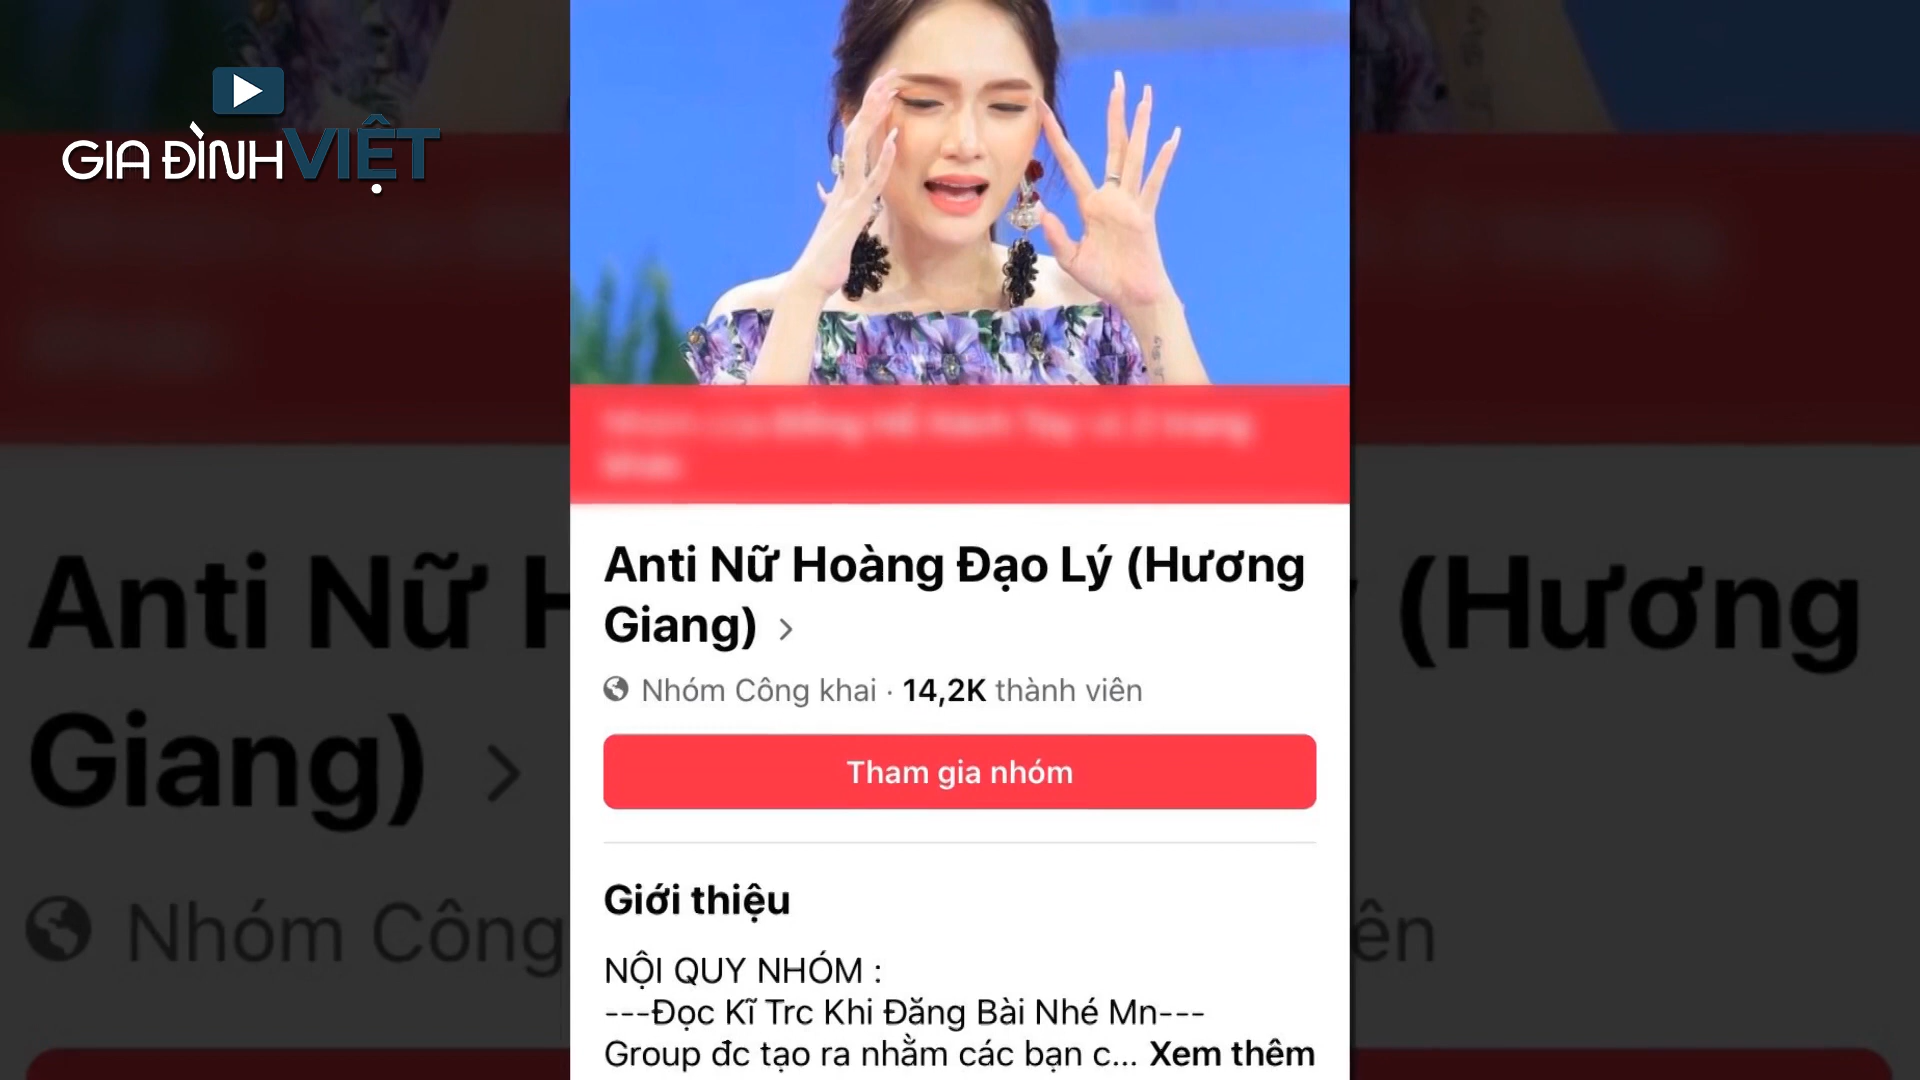 GIA ĐÌNH VIỆT
Anti Nữ Hoàng Đạo Lý (Hương
Giang)
Nhóm Công khai · 14,2K thành viên
Tham gia nhóm
Giới thiệu
NỘI QUY NHÓM :
---Đọc Kĩ Trc Khi Đăng Bài Nhé Mn---
Group đc tạo ra nhằm các bạn c... Xem thêm